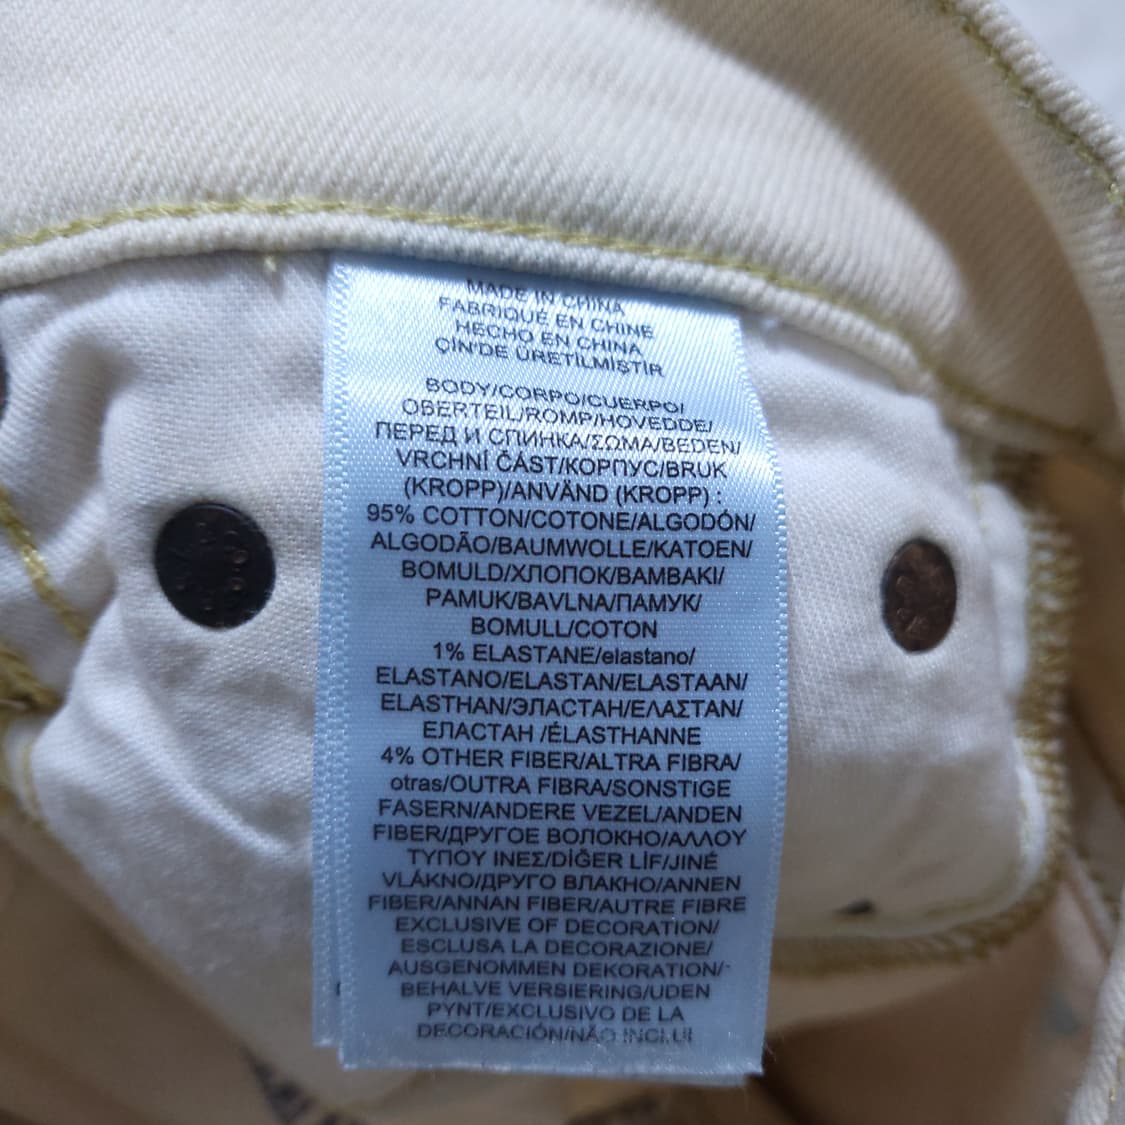 MADE IN CHINA
FABRIQUÉ EN CHINE
HECHO EN CHINA
ÇİN'DE ÜRETİLMİŞTİR
BODY/CORPO/CUERPO/
OBERTEIL/ROMP/HOVEDDE/
ПЕРЕД И СПИНКА/ΣΩΜΑ/BEDEN/
VRCHNÍ ČÁST/КОРПУС/BRUK
(KROPP)/ANVÄND (KROPP) :
95% COTTON/COTONE/ALGODÓN/
ALGODÃO/BAUMWOLLE/KATOEN/
BOMULD/ХЛОПОК/BAMBAKI/
PAMUK/BAVLNA/ПАМУК/
BOMULL/COTON
1% ELASTANE/elastano/
ELASTANO/ELASTAN/ELASTAAN/
ELASTHAN/ЭЛАСТАН/ΕΛΑΣΤΑΝ/
ЕЛАСТАН /ÉLASTHANNE
4% OTHER FIBER/ALTRA FIBRA/
otras/OUTRA FIBRA/SONSTIGE
FASERN/ANDERE VEZEL/ANDEN
FIBER/ДРУГОЕ ВОЛОКНО/ΑΛΛΟΥ
ΤΥΠΟΥ ΙΝΕΣ/DİĞER LİF/JINÉ
VLÁKNO/ДРУГО ВЛАКНО/ANNEN
FIBER/ANNAN FIBER/AUTRE FIBRE
EXCLUSIVE OF DECORATION/
ESCLUSA LA DECORAZIONE/
AUSGENOMMEN DEKORATION/-
BEHALVE VERSIERING/UDEN
PYNT/EXCLUSIVO DE LA
DECORACIÓN/NÃO INCLUI